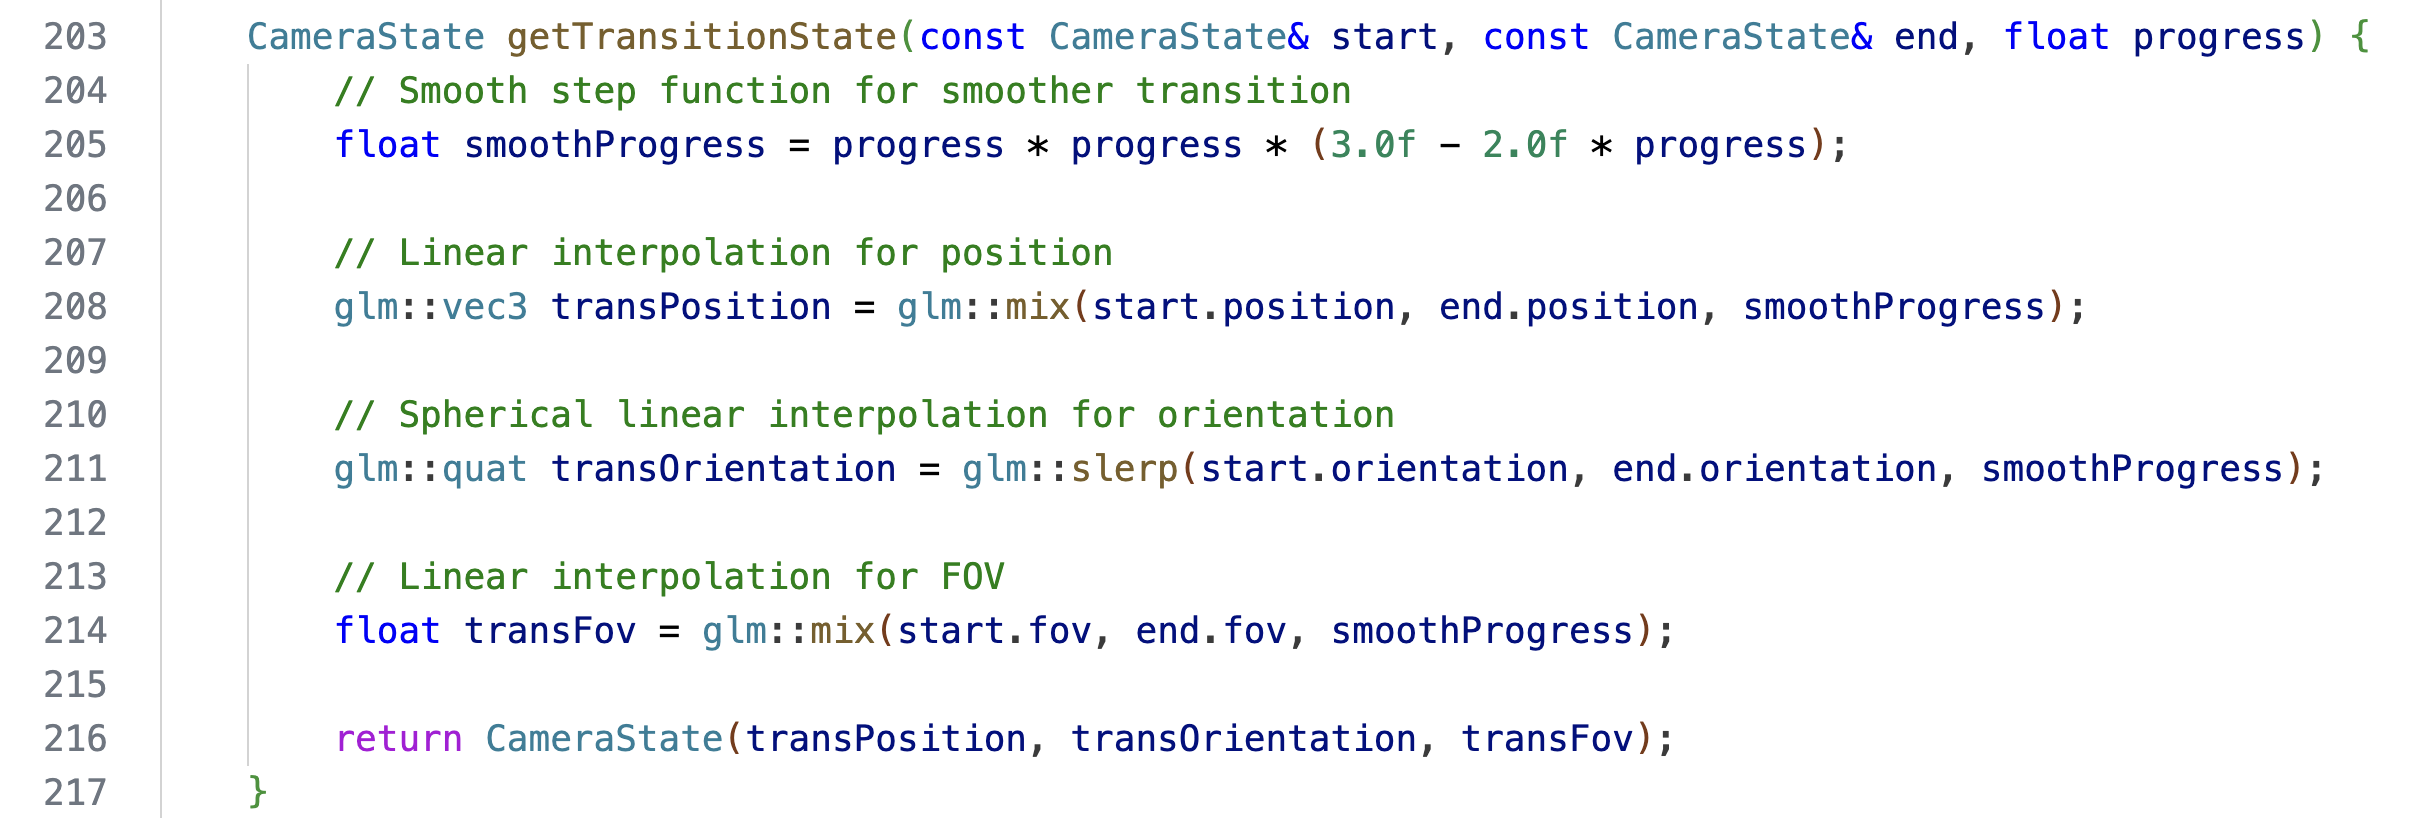 203 CameraState getTransitionState(const CameraState& start, const CameraState& end, float progress) {
204 // Smooth step function for smoother transition
205 float smoothProgress = progress * progress * (3.0f - 2.0f * progress);
206
207 // Linear interpolation for position
208 glm::vec3 transPosition = glm::mix(start.position, end.position, smoothProgress);
209
210 // Spherical linear interpolation for orientation
211 glm::quat transOrientation = glm::slerp(start.orientation, end.orientation, smoothProgress);
212
213 // Linear interpolation for FOV
214 float transFov = glm::mix(start.fov, end.fov, smoothProgress);
215
216 return CameraState(transPosition, transOrientation, transFov);
217 }